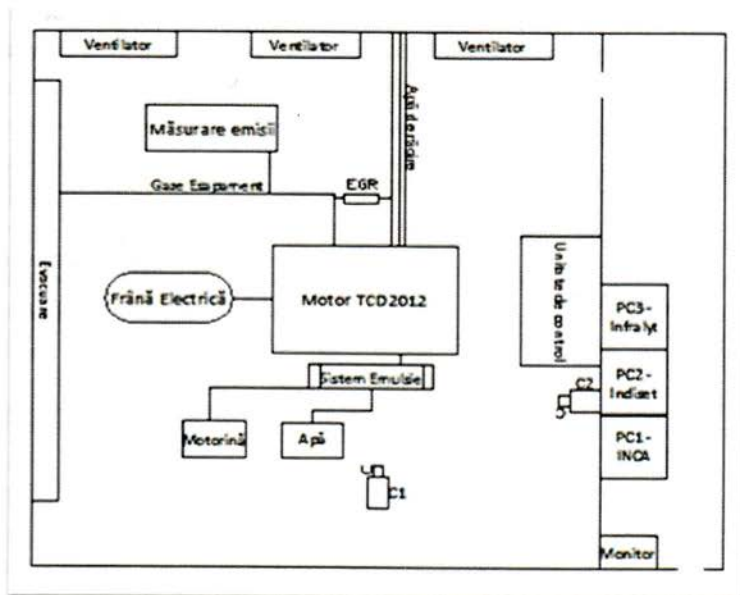 Ventilator
Ventilator
Ventilator
Apă de răcire
Măsurare emisii
Gaze Esapament
EGR
Evacuare
Frână Electrică
Motor TCD2012
Unitate de Control
PC3-
Infralyt
Sistem Emulsie
PC2-
Indiset
C2
Motorină
Apă
PC1-
INCA
C1
Monitor